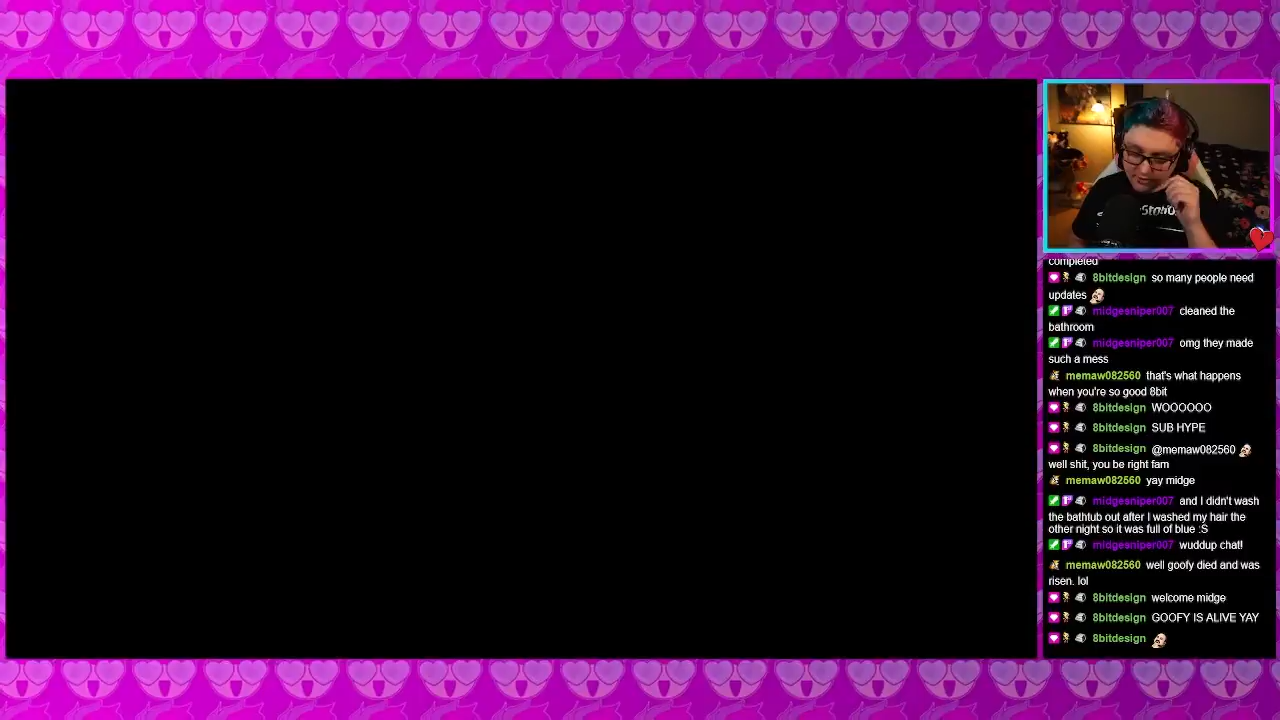 Statio
completed
8bitdesign so many people need
updates
midgesniper007 cleaned the
bathroom
midgesniper007 omg they made
such a mess
memaw082560 that's what happens
when you're so good 8bit
8bitdesign WOOOOOO
8bitdesign SUB HYPE
8bitdesign @memaw082560
well shit, you be right fam
memaw082560 yay midge
midgesniper007 and I didn't wash
the bathtub out after I washed my hair the
other night so it was full of blue :S
midgesniper007 wuddup chat!
memaw082560 well goofy died and was
risen. lol
8bitdesign welcome midge
8bitdesign GOOFY IS ALIVE YAY
8bitdesign